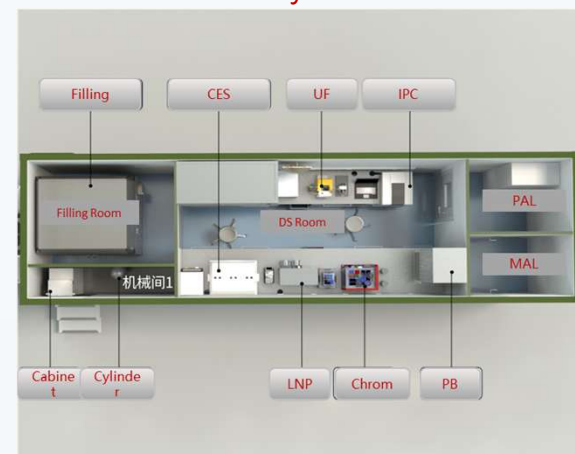 Filling
CES
UF
IPC
Filling Room
DS Room
PAL
MAL
机械间1
Cabine
t
Cylinde
r
LNP
Chrom
PB